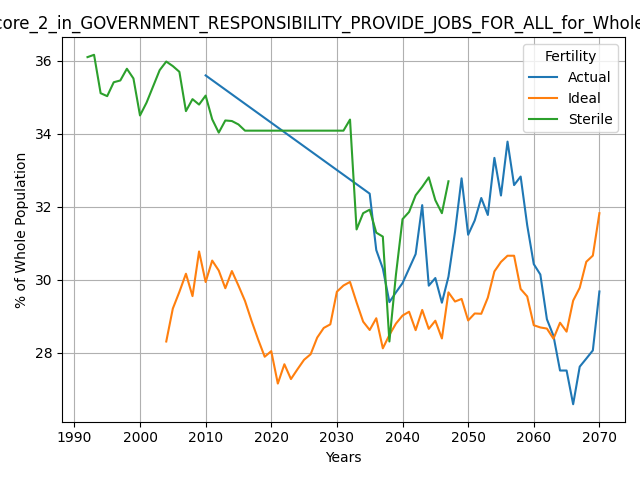 core_2_in_GOVERNMENT_RESPONSIBILITY_PROVIDE_JOBS_FOR_ALL_for_Whole
Fertility
Actual
Ideal
Sterile
% of Whole Population
36
34
32
30
28
1990 2000 2010 2020 2030 2040 2050 2060 2070
Years